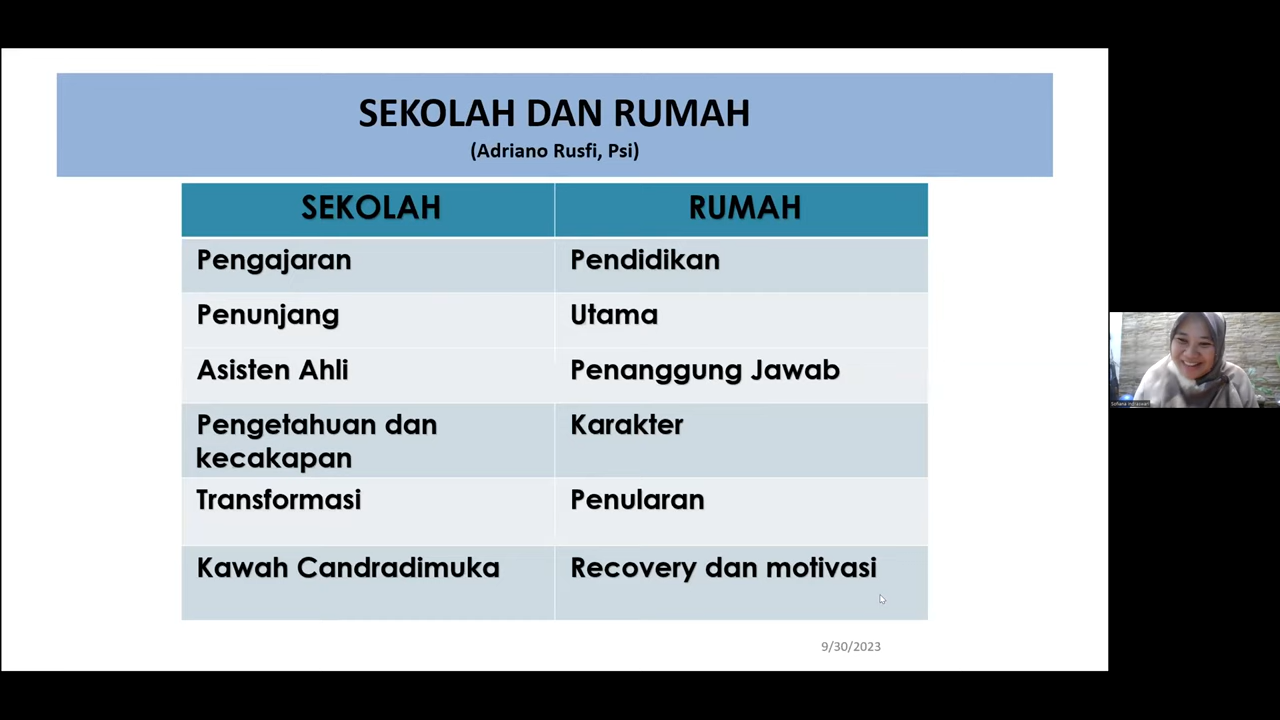 SEKOLAH DAN RUMAH
(Adriano Rusfi, Psi)
SEKOLAH RUMAH
Pengajaran Pendidikan
Penunjang Utama
Asisten Ahli Penanggung Jawab
Pengetahuan dan Karakter
kecakapan
Transformasi Penularan
Kawah Candradimuka Recovery dan motivasi
9/30/2023